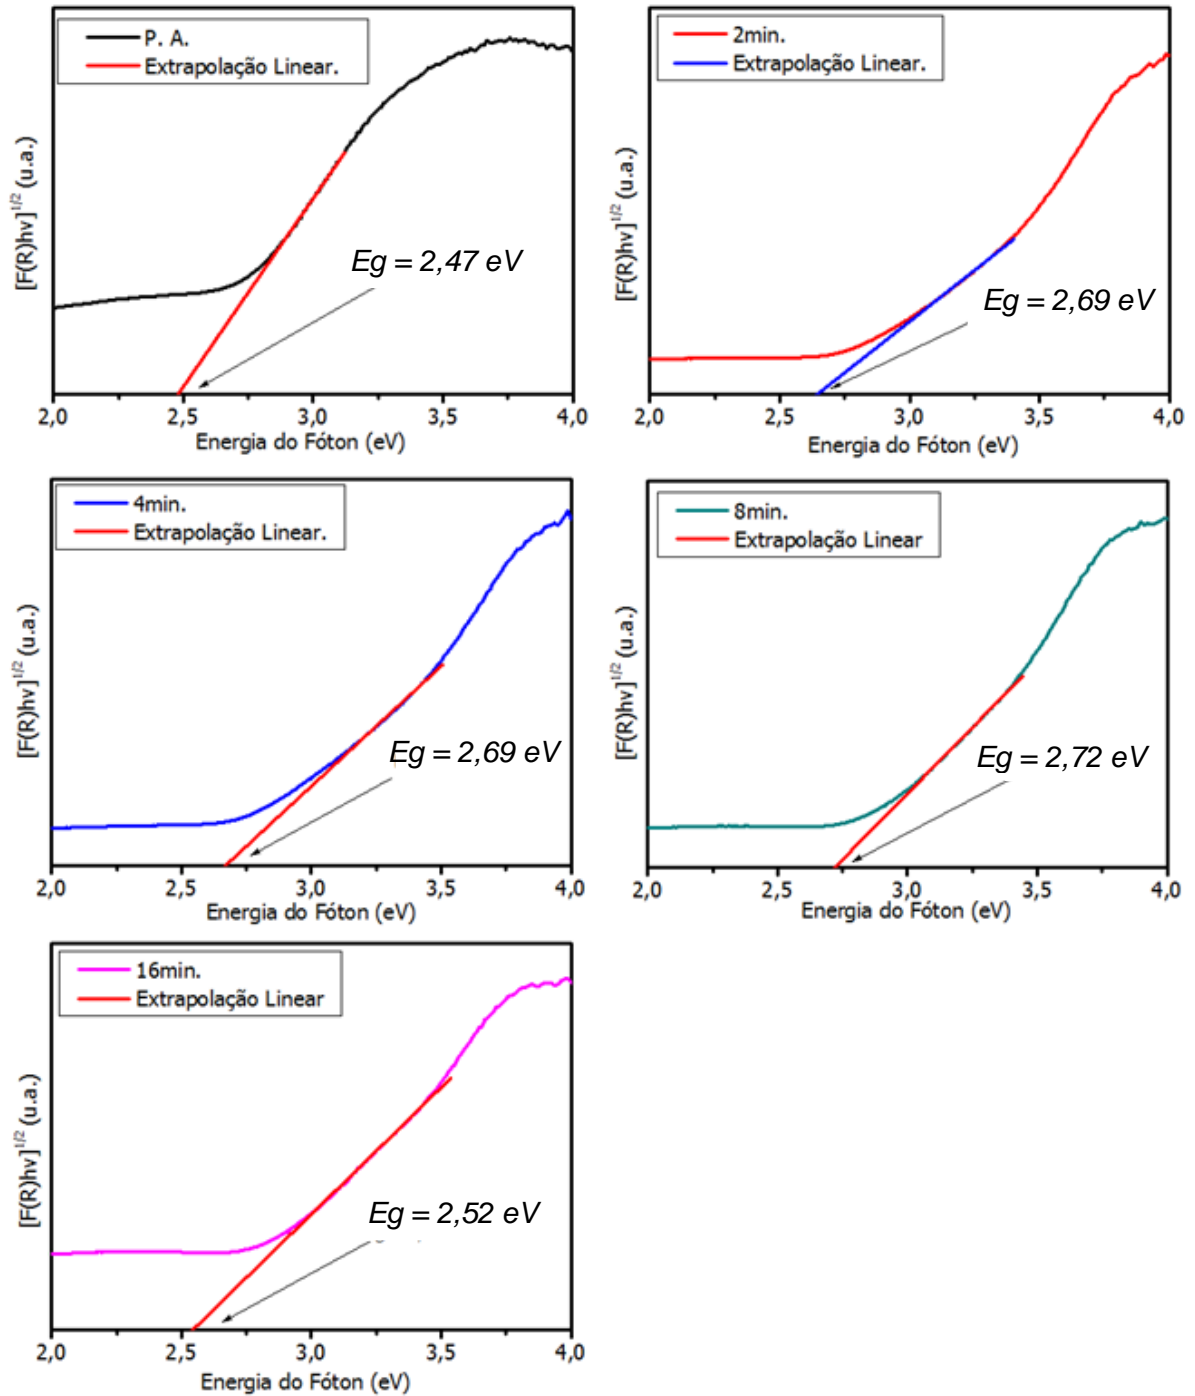 P. A.
Extrapolação Linear.
[F(R)hv]^1/2 (u.a.)
Eg = 2,47 eV
2,0 2,5 3,0 3,5 4,0
Energia do Fóton (eV)
2min.
Extrapolação Linear.
[F(R)hv]^1/2 (u.a.)
Eg = 2,69 eV
2,0 2,5 3,0 3,5 4,0
Energia do Fóton (eV)
4min.
Extrapolação Linear.
[F(R)hv]^1/2 (u.a.)
Eg = 2,69 eV
2,0 2,5 3,0 3,5 4,0
Energia do Fóton (eV)
8min.
Extrapolação Linear
[F(R)hv]^1/2 (u.a.)
Eg = 2,72 eV
2,0 2,5 3,0 3,5 4,0
Energia do Fóton (eV)
16min.
Extrapolação Linear
[F(R)hv]^1/2 (u.a.)
Eg = 2,52 eV
2,0 2,5 3,0 3,5 4,0
Energia do Fóton (eV)